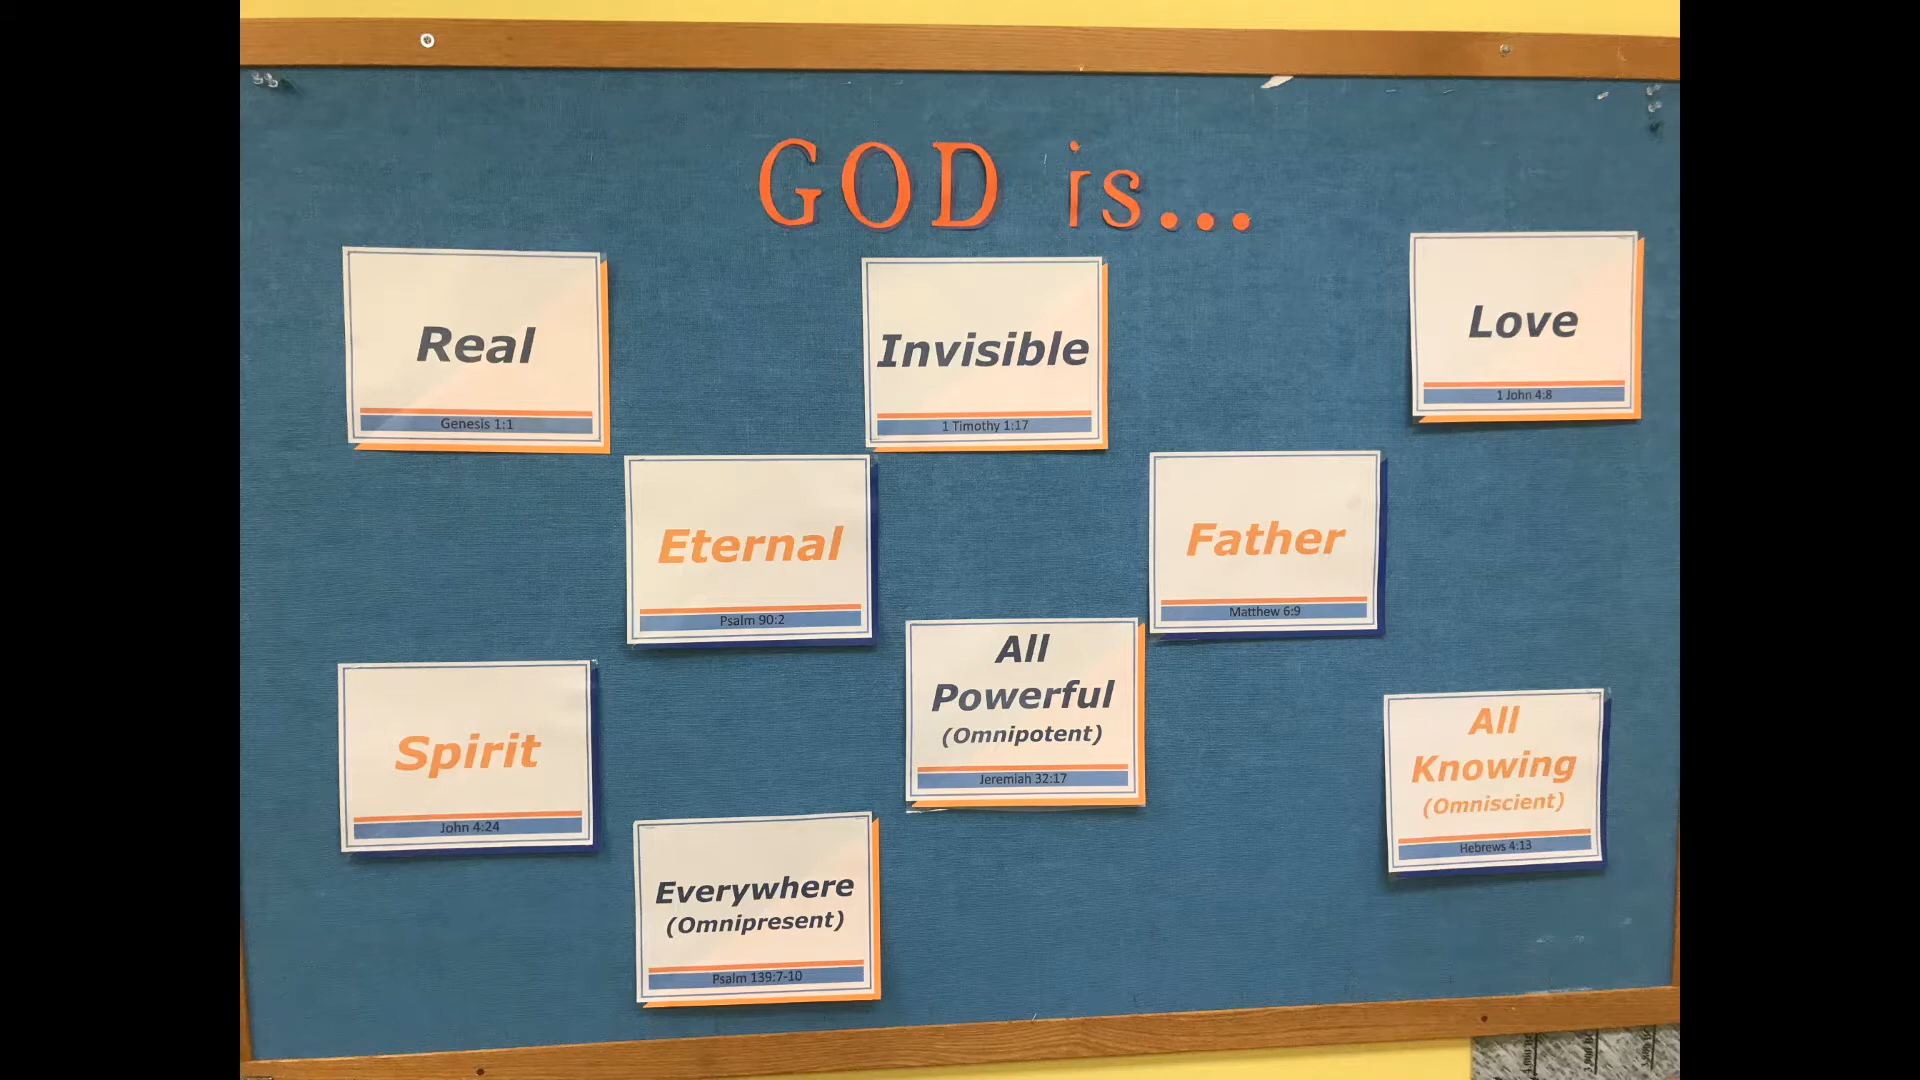 GOD is...
Real
Genesis 1:1
Invisible
1 Timothy 1:17
Love
1 John 4:8
Eternal
Psalm 90:2
Father
Matthew 6:9
Spirit
John 4:24
All
Powerful
(Omnipotent)
Jeremiah 32:17
All
Knowing
(Omniscient)
Hebrews 4:13
Everywhere
(Omnipresent)
Psalm 139:7-10